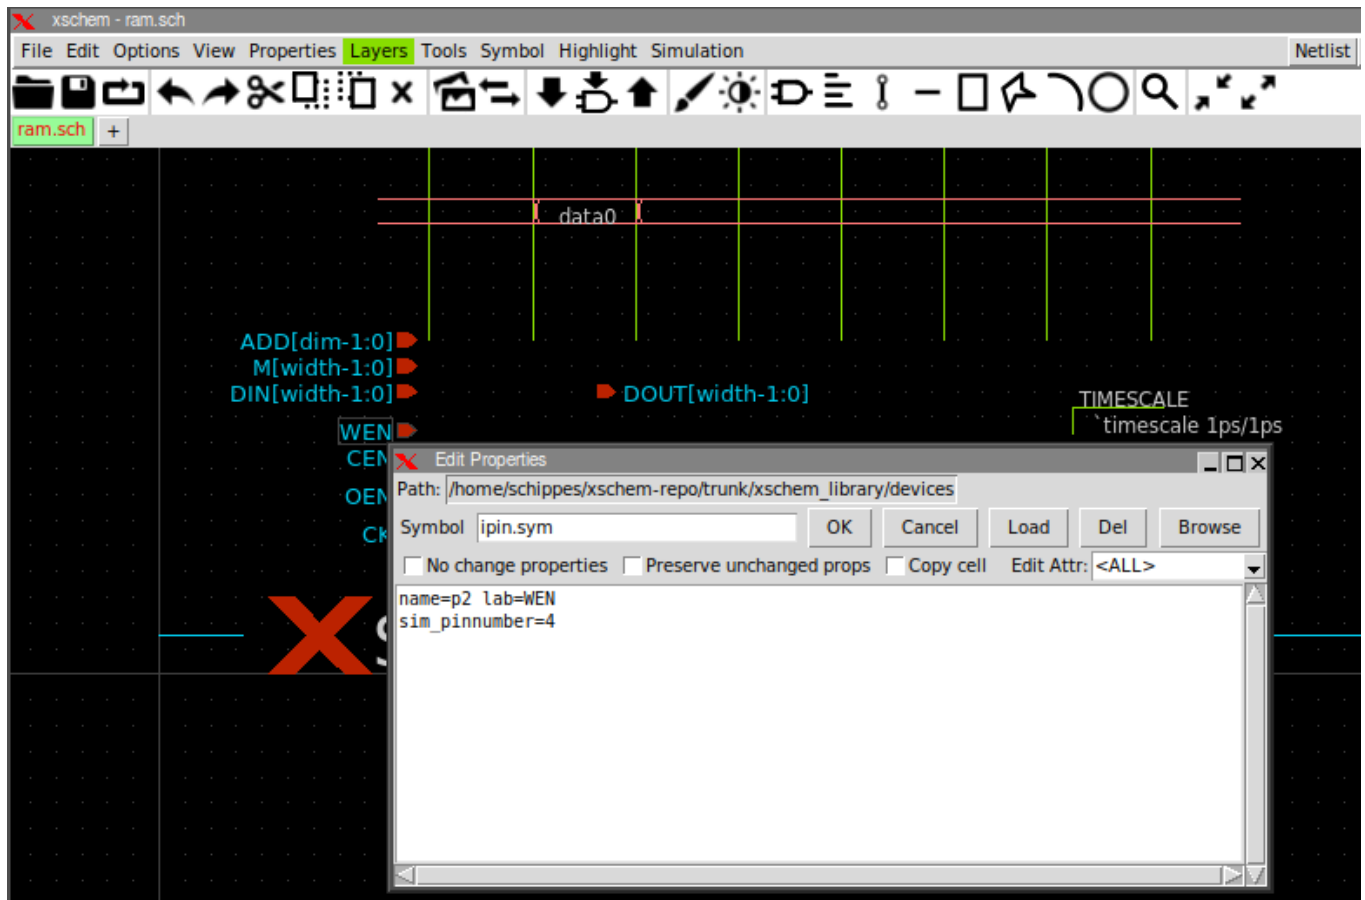 xschem - ram.sch
File Edit Options View Properties Layers Tools Symbol Highlight Simulation Netlist
ram.sch +
data0
ADD[dim-1:0]
M[width-1:0]
DIN[width-1:0] DOUT[width-1:0]
TIMESCALE
`timescale 1ps/1ps
WEN
CEN
OEN
CK
Edit Properties
Path: /home/schippes/xschem-repo/trunk/xschem_library/devices
Symbol ipin.sym OK Cancel Load Del Browse
No change properties Preserve unchanged props Copy cell Edit Attr: <ALL>
name=p2 lab=WEN
sim_pinnumber=4